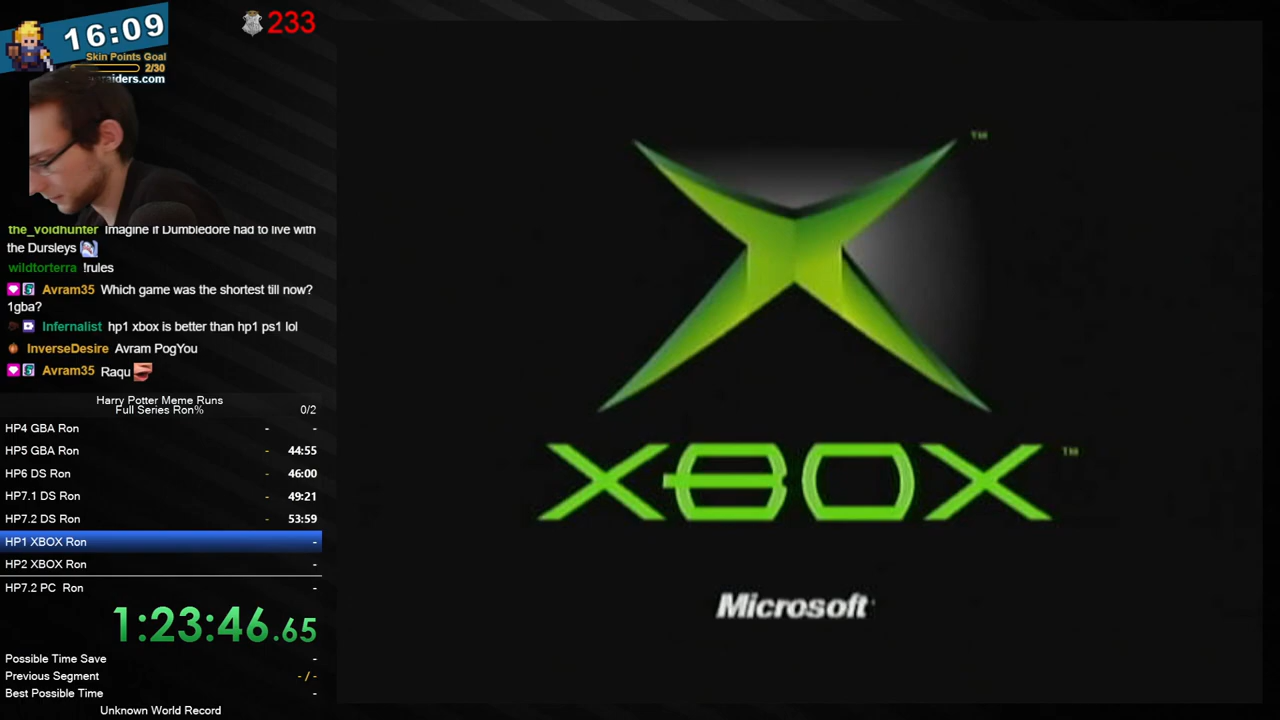 16:09
233
Skin Points Goal
2/30
raiders.com
the_voidhunter Imagine if Dumbledore had to live with
the Dursleys
wildtorterra !rules
Avram35 Which game was the shortest till now?
1gba?
Infernalist hp1 xbox is better than hp1 ps1 lol
InverseDesire Avram PogYou
Avram35 Raqu
Harry Potter Meme Runs
Full Series Ron% 0/2
HP4 GBA Ron - -
HP5 GBA Ron - 44:55
HP6 DS Ron - 46:00
HP7.1 DS Ron - 49:21
HP7.2 DS Ron - 53:59
HP1 XBOX Ron -
HP2 XBOX Ron -
HP7.2 PC Ron -
1:23:46.65
Possible Time Save -
Previous Segment - / -
Best Possible Time -
Unknown World Record
TM
XBOX TM
Microsoft